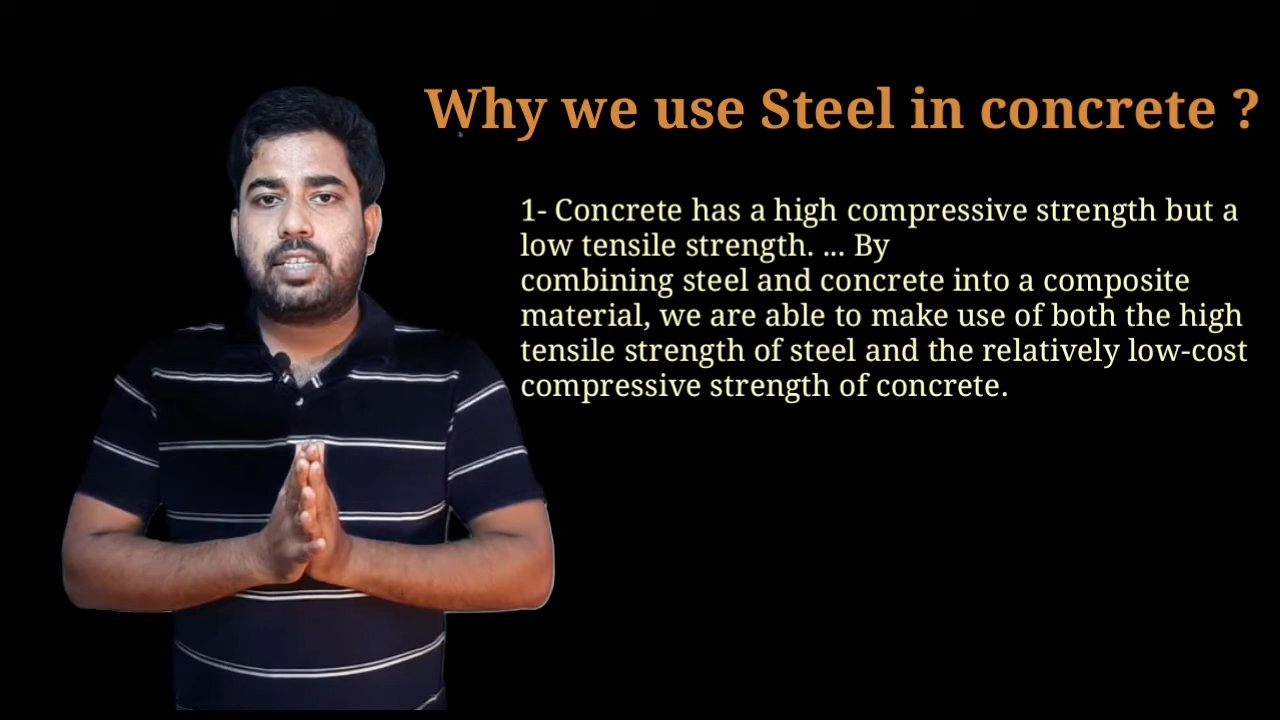 Why we use Steel in concrete ?
1- Concrete has a high compressive strength but a
low tensile strength. ... By
combining steel and concrete into a composite
material, we are able to make use of both the high
tensile strength of steel and the relatively low-cost
compressive strength of concrete.